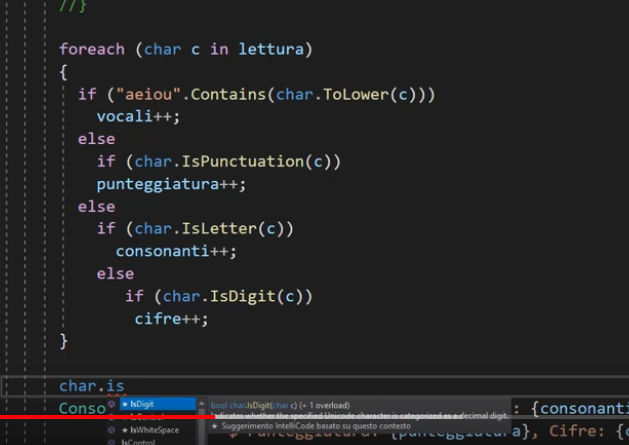 //}
foreach (char c in lettura)
{
if ("aeiou".Contains(char.ToLower(c)))
vocali++;
else
if (char.IsPunctuation(c))
punteggiatura++;
else
if (char.IsLetter(c))
consonanti++;
else
if (char.IsDigit(c))
cifre++;
}
char.is
★ IsDigit
bool char.IsDigit(char c) (+ 1 overload)
Indicates whether the specified Unicode character is categorized as a decimal digit.
Conso
: {consonanti
★ IsWhiteSpace
★ Suggerimento IntelliCode basato su questo contesto
$"Punteggiatura: {punteggiatura}, Cifre: {c
IsControl